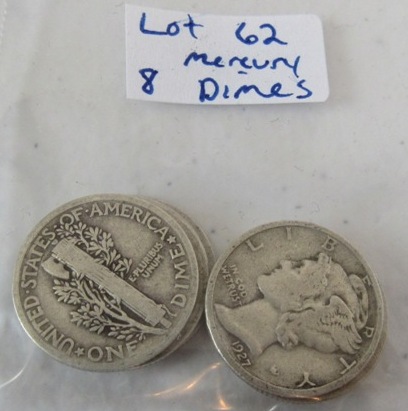 Lot 62
mercury
8 Dimes
UNITED·STATES·OF·AMERICA
E·PLURIBUS
UNUM
ONE DIME
LIBERTY
IN GOD
WE TRUST
1927